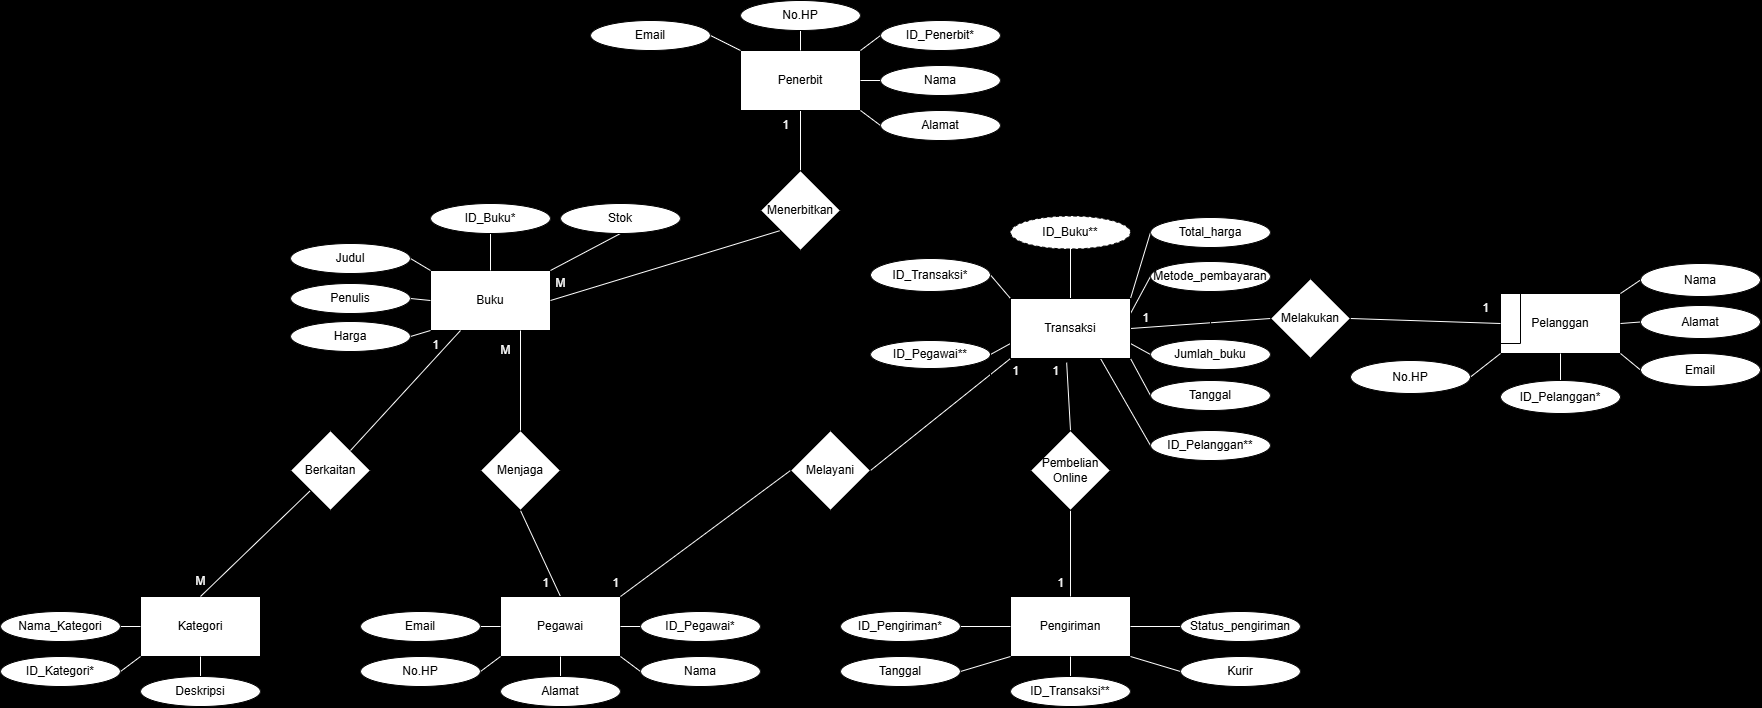 No.HP
Email
ID_Penerbit*
Penerbit
Nama
Alamat
1
Menerbitkan
ID_Buku*
Stok
Judul
Buku
M
Penulis
Harga
1
M
ID_Buku**
Total_harga
ID_Transaksi*
Metode_pembayaran
Transaksi
1
Melakukan
1
Pelanggan
Nama
Alamat
Email
No.HP
ID_Pelanggan*
ID_Pegawai**
Jumlah_buku
1
1
Tanggal
ID_Pelanggan**
Berkaitan
Menjaga
Melayani
Pembelian
Online
M
1
1
1
Nama_Kategori
Kategori
ID_Kategori*
Deskripsi
Email
Pegawai
ID_Pegawai*
No.HP
Alamat
Nama
ID_Pengiriman*
Pengiriman
Status_pengiriman
Tanggal
ID_Transaksi**
Kurir